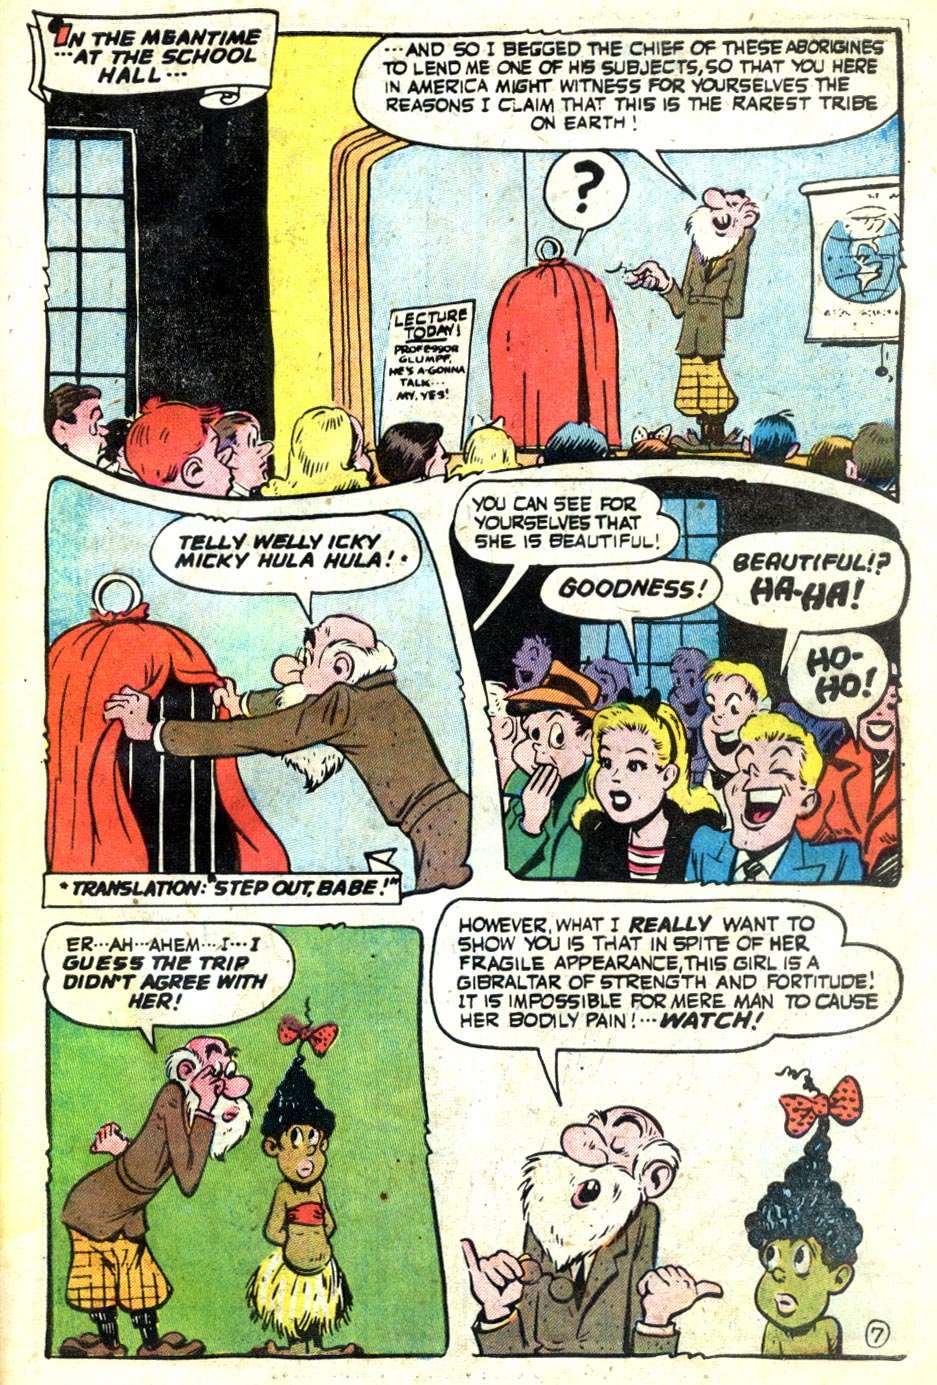 "IN THE MEANTIME
---AT THE SCHOOL
HALL---
---AND SO I BEGGED THE CHIEF OF THESE ABORIGINES
TO LEND ME ONE OF HIS SUBJECTS, SO THAT YOU HERE
IN AMERICA MIGHT WITNESS FOR YOURSELVES THE
REASONS I CLAIM THAT THIS IS THE RAREST TRIBE
ON EARTH!
?
LECTURE
TODAY!
PROFESSOR
GLUMPF,
HE'S A-GONNA
TALK---
MY, YES!
TELLY WELLY ICKY
MICKY HULA HULA! *
* TRANSLATION: "STEP OUT, BABE!"
YOU CAN SEE FOR
YOURSELVES THAT
SHE IS BEAUTIFUL!
GOODNESS!
BEAUTIFUL!?
HA-HA!
HO-
HO!
ER---AH---AHEM---I---I
GUESS THE TRIP
DIDN'T AGREE WITH
HER!
HOWEVER, WHAT I REALLY WANT TO
SHOW YOU IS THAT IN SPITE OF HER
FRAGILE APPEARANCE, THIS GIRL IS A
GIBRALTAR OF STRENGTH AND FORTITUDE!
IT IS IMPOSSIBLE FOR MERE MAN TO CAUSE
HER BODILY PAIN!---WATCH!
7